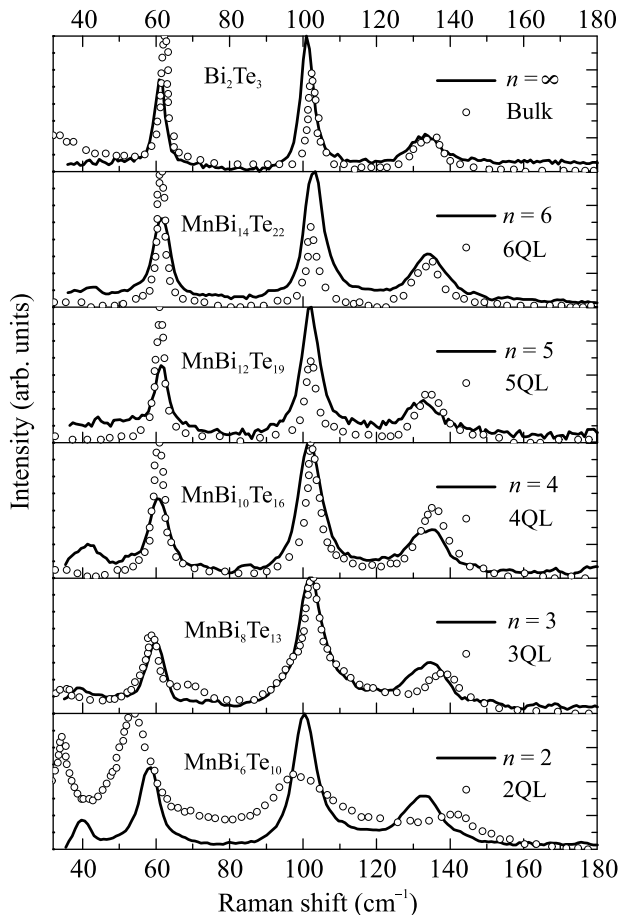 40 60 80 100 120 140 160 180
Bi₂Te₃
n = ∞
Bulk
MnBi₁₄Te₂₂
n = 6
6QL
MnBi₁₂Te₁₉
n = 5
5QL
MnBi₁₀Te₁₆
n = 4
4QL
MnBi₈Te₁₃
n = 3
3QL
MnBi₆Te₁₀
n = 2
2QL
Intensity (arb. units)
40 60 80 100 120 140 160 180
Raman shift (cm⁻¹)